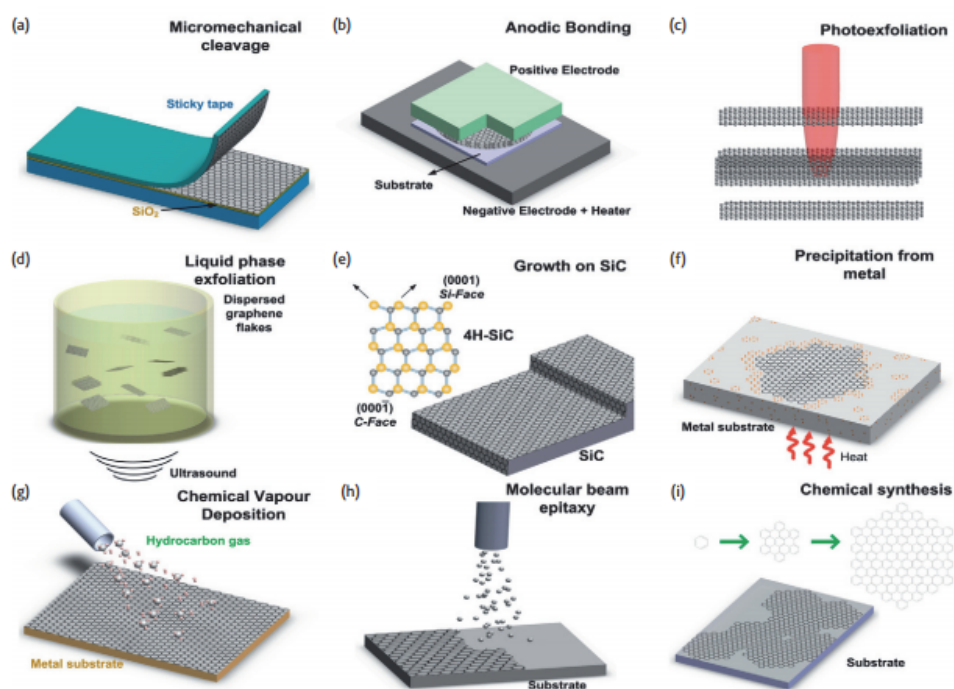 (a)
Micromechanical
cleavage
Sticky tape
SiO₂
(b)
Anodic Bonding
Positive Electrode
Substrate
Negative Electrode + Heater
(c)
Photoexfoliation
(d)
Liquid phase
exfoliation
Dispersed
graphene
flakes
Ultrasound
(e)
Growth on SiC
(0001)
Si-Face
4H-SiC
(0001̅)
C-Face
SiC
(f)
Precipitation from
metal
Metal substrate
Heat
(g)
Chemical Vapour
Deposition
Hydrocarbon gas
Metal substrate
(h)
Molecular beam
epitaxy
Substrate
(i)
Chemical synthesis
Substrate